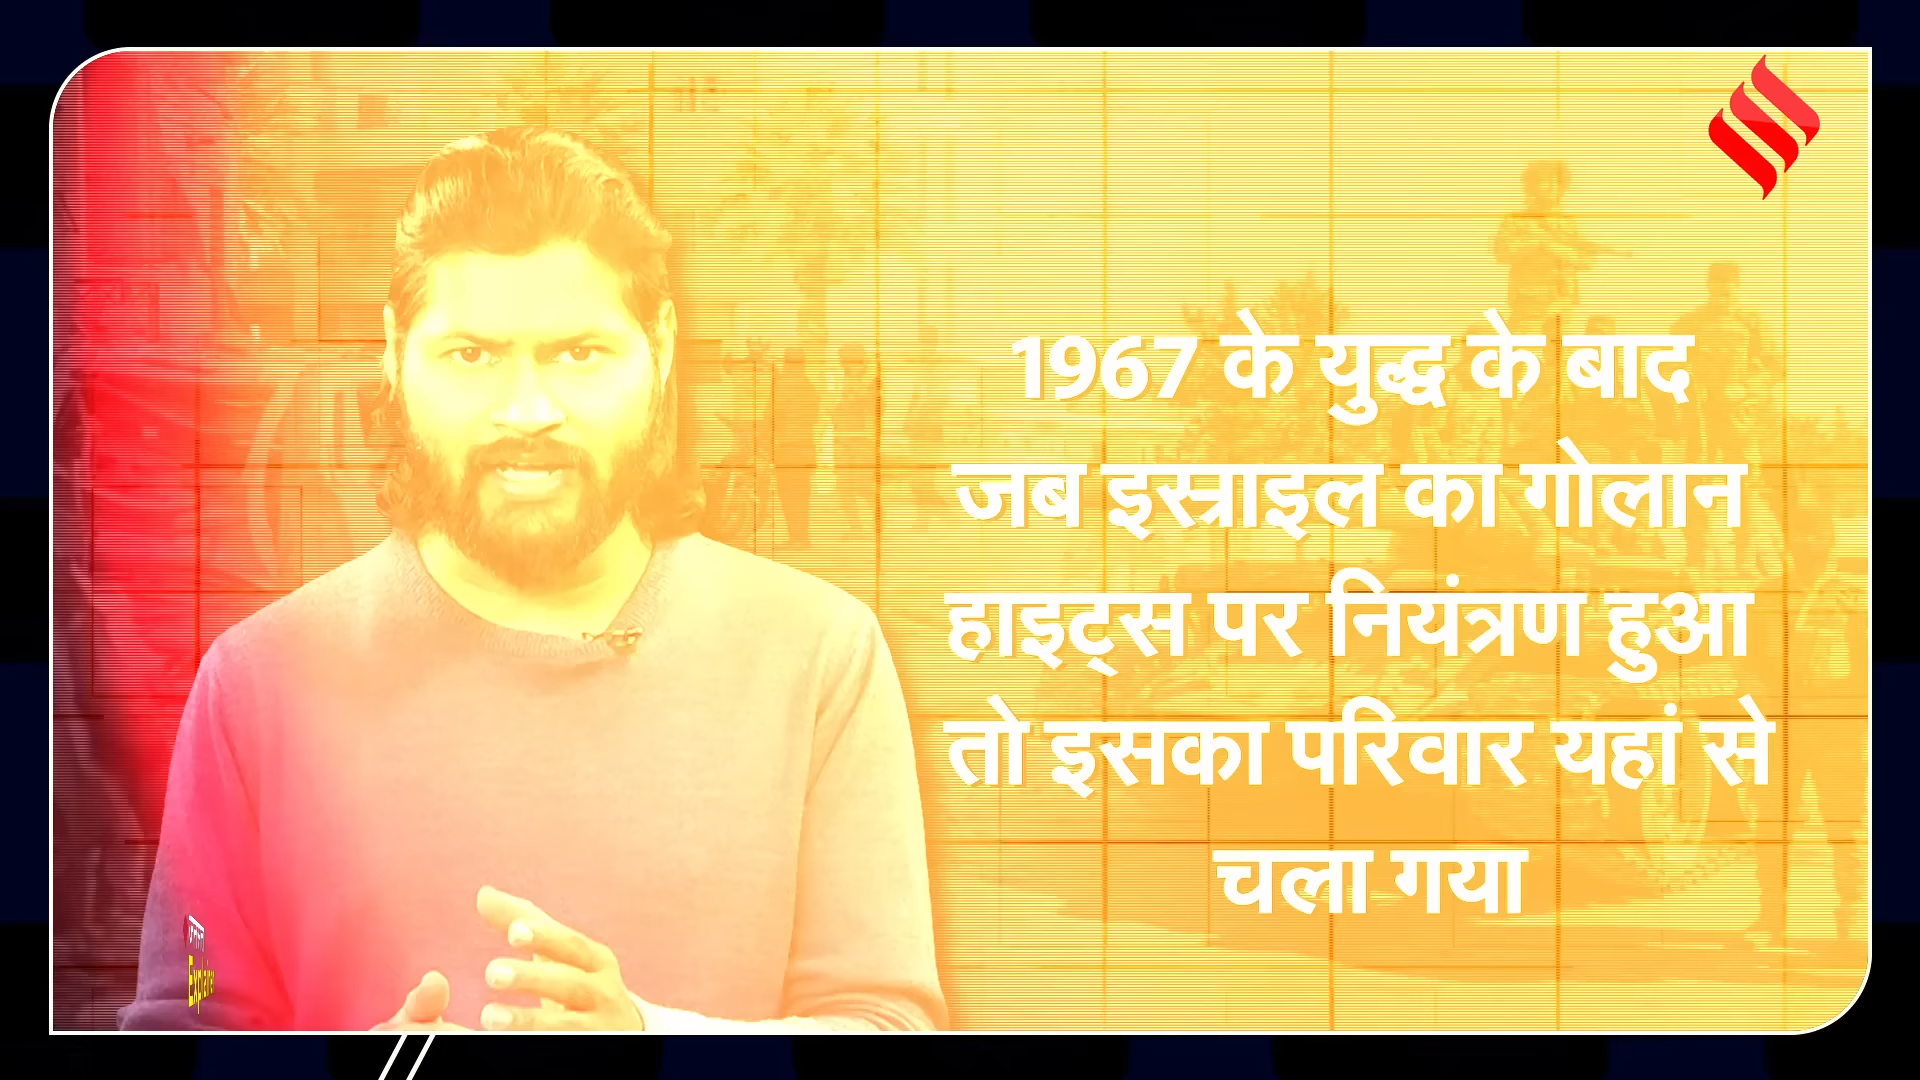 1967 के युद्ध के बाद
जब इस्राइल का गोलान
हाइट्स पर नियंत्रण हुआ
तो इसका परिवार यहां से
चला गया